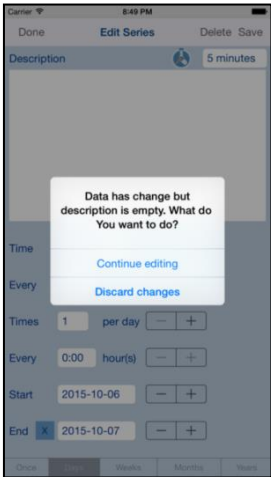 Carrier 8:49 PM
Done Edit Series Delete Save
Description 5 minutes
Data has change but
description is empty. What do
You want to do?
Continue editing
Discard changes
Time
Every
Times 1 per day - +
Every 0:00 hour(s) - +
Start 2015-10-06 - +
End X 2015-10-07 - +
Once Days Weeks Months Years